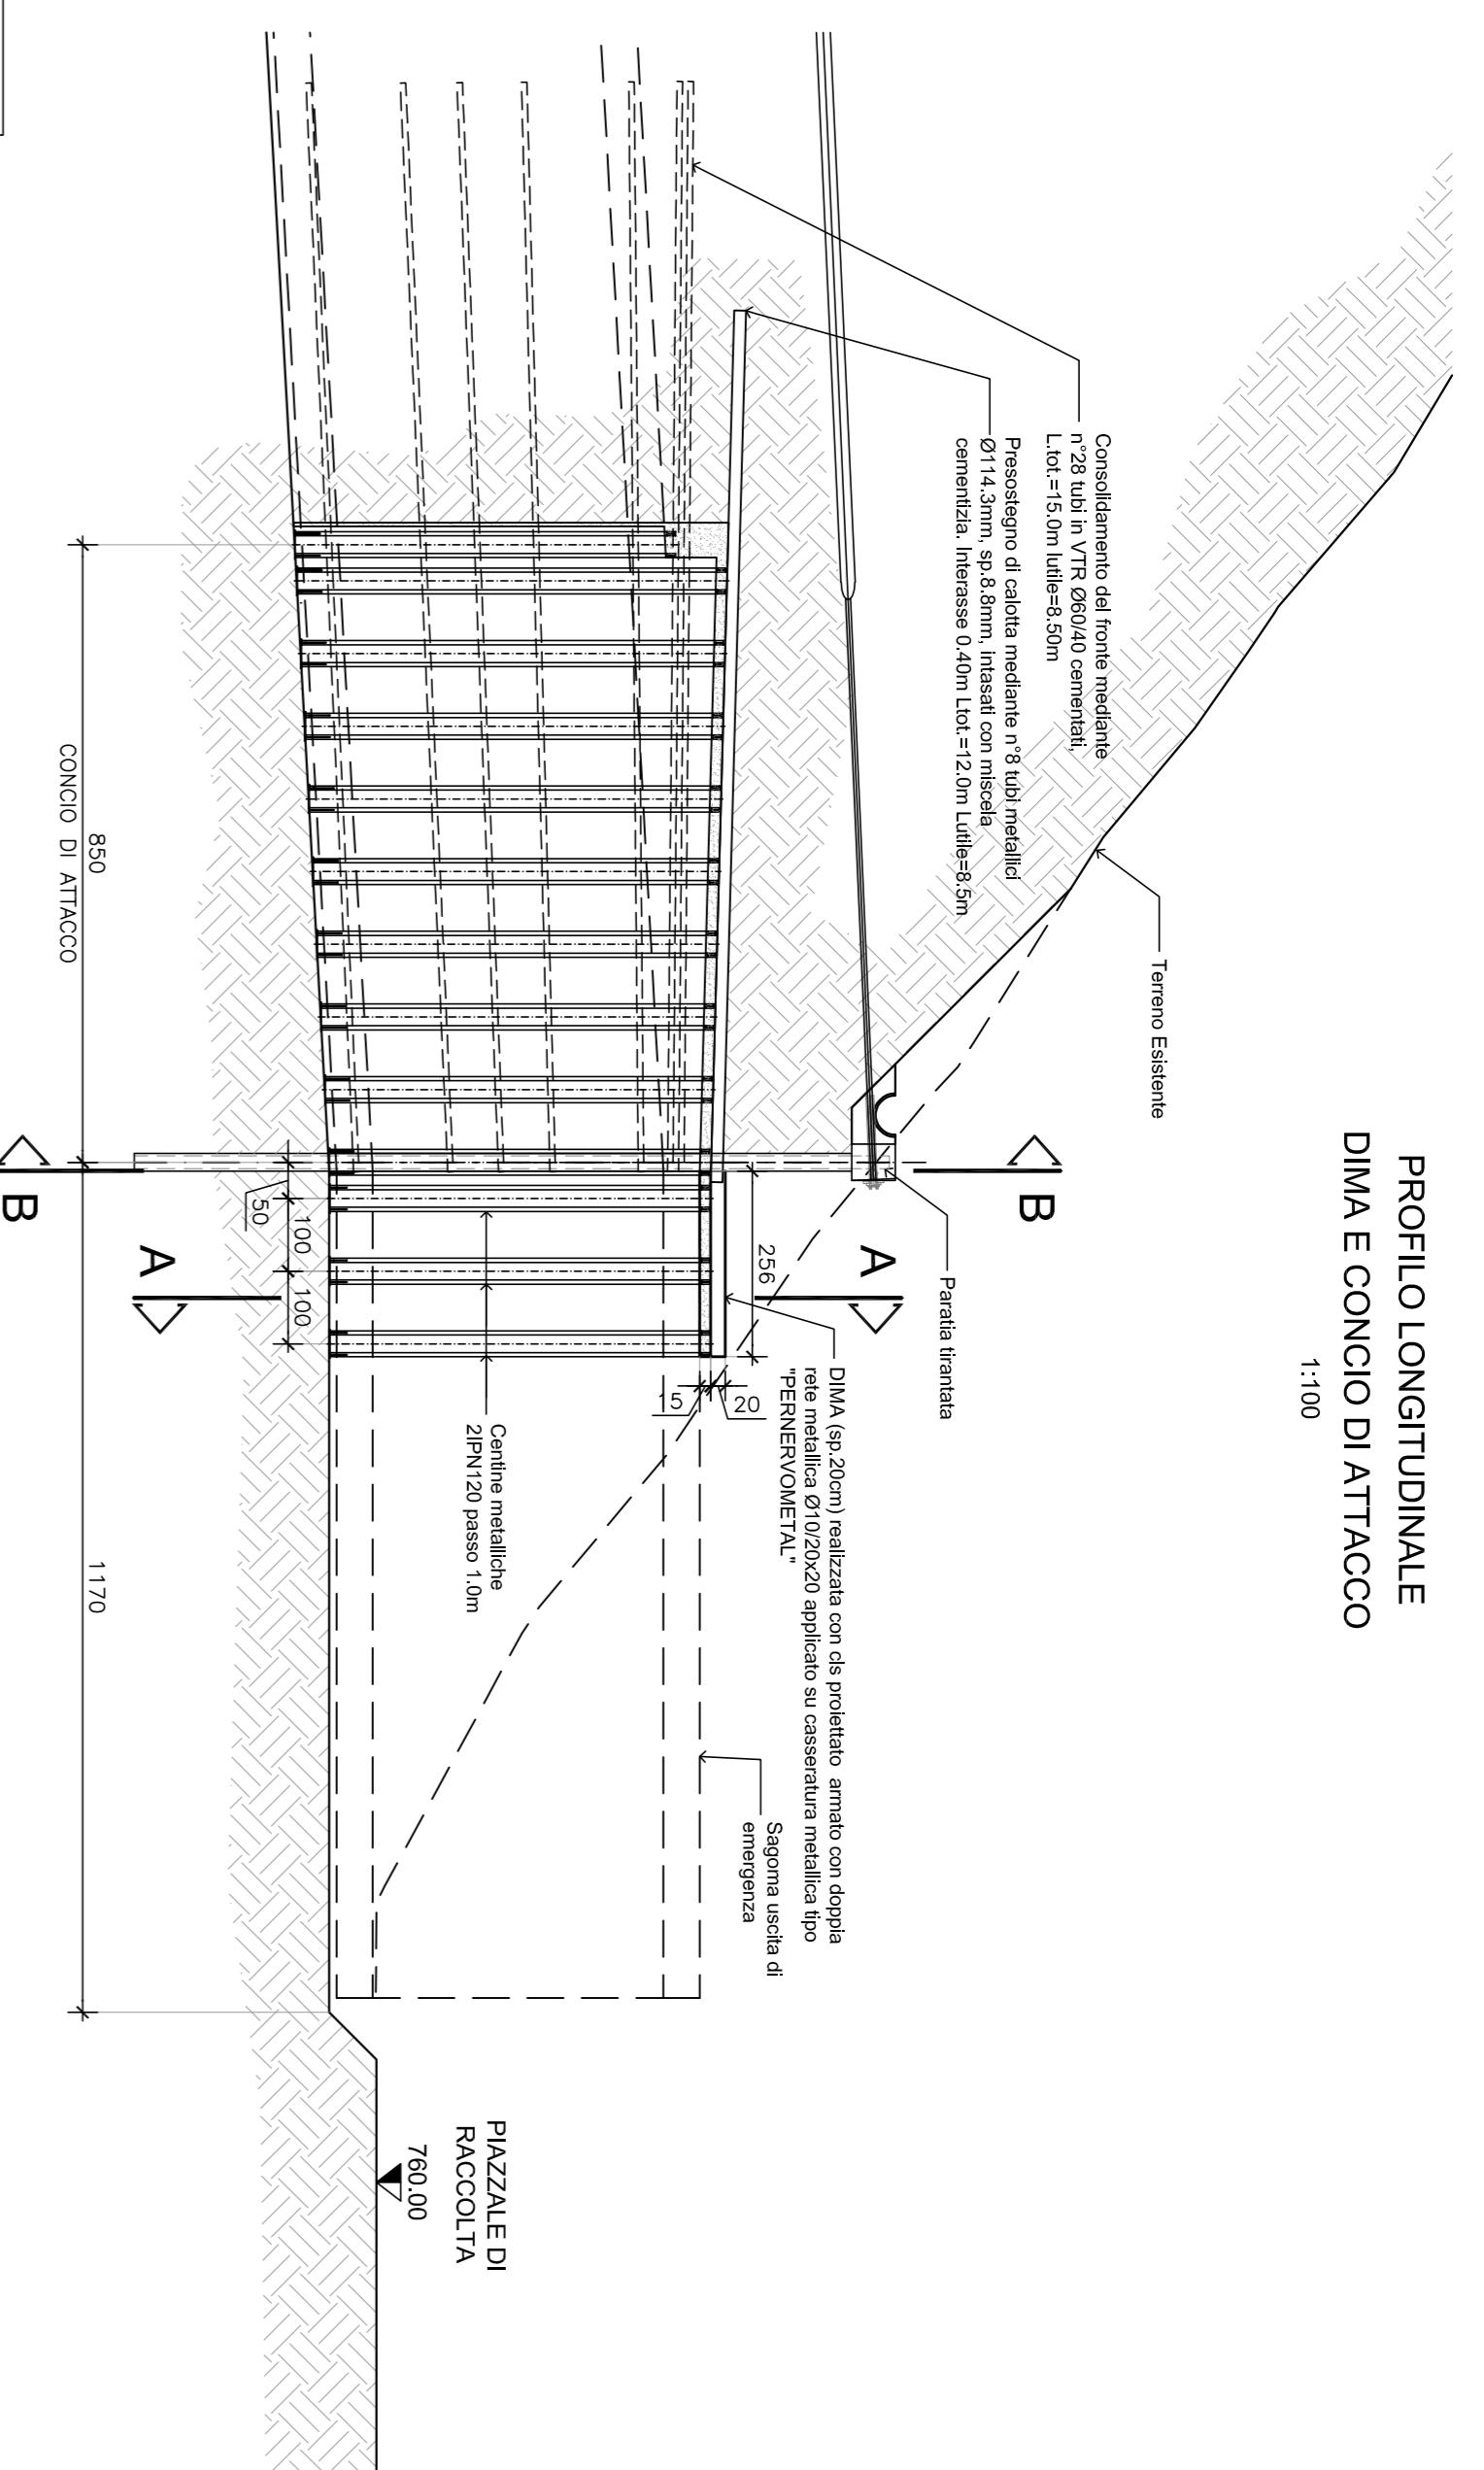 PROFILO LONGITUDINALE
DIMA E CONCIO DI ATTACCO
1:100
Consolidamento del fronte mediante
n°28 tubi in VTR Ø60/40 cementati,
L.tot.=15.0m lutile=8.50m
Presostegno di calotta mediante n°8 tubi metallici
Ø114.3mm, sp.8.8mm, intasati con miscela
cementizia. Interasse 0.40m Ltot.=12.0m Lutile=8.5m
Terreno Esistente
Paratia tirantata
B
A
256
DIMA (sp.20cm) realizzata con cls proiettato armato con doppia
rete metallica Ø10/20x20 applicato su casseratura metallica tipo
"PERNERVOMETAL"
20
15
Sagoma uscita di
emergenza
Centine metalliche
2IPN120 passo 1.0m
PIAZZALE DI
RACCOLTA
760.00
100
100
50
A
B
850
CONCIO DI ATTACCO
1170